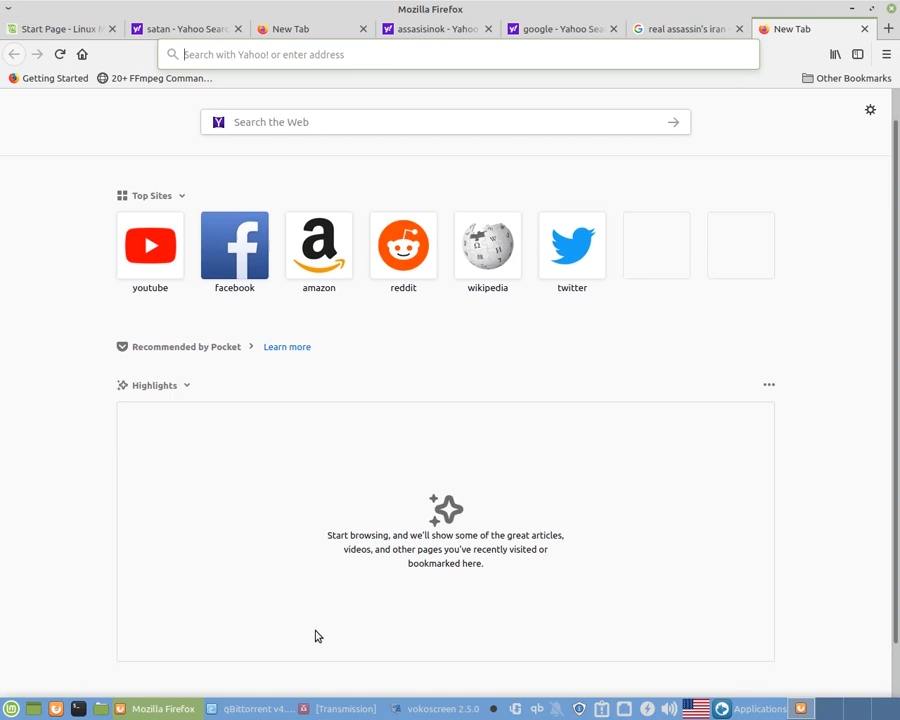 Mozilla Firefox
Start Page - Linux M
satan - Yahoo Searc
New Tab
assasisinok - Yahoo
google - Yahoo Sea
real assassin's iran
New Tab
Search with Yahoo! or enter address
Getting Started
20+ FFmpeg Comman…
Other Bookmarks
Search the Web
Top Sites
youtube
facebook
amazon
reddit
wikipedia
twitter
Recommended by Pocket
Learn more
Highlights
Start browsing, and we'll show some of the great articles,
videos, and other pages you've recently visited or
bookmarked here.
Mozilla Firefox
qBittorrent v4....
[Transmission]
vokoscreen 2.5.0
qb
Applications